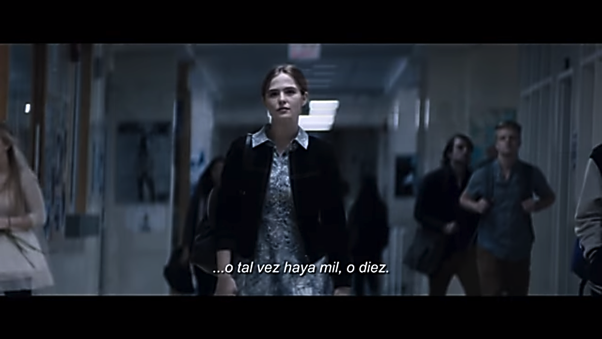 ...o tal vez haya mil, o diez.